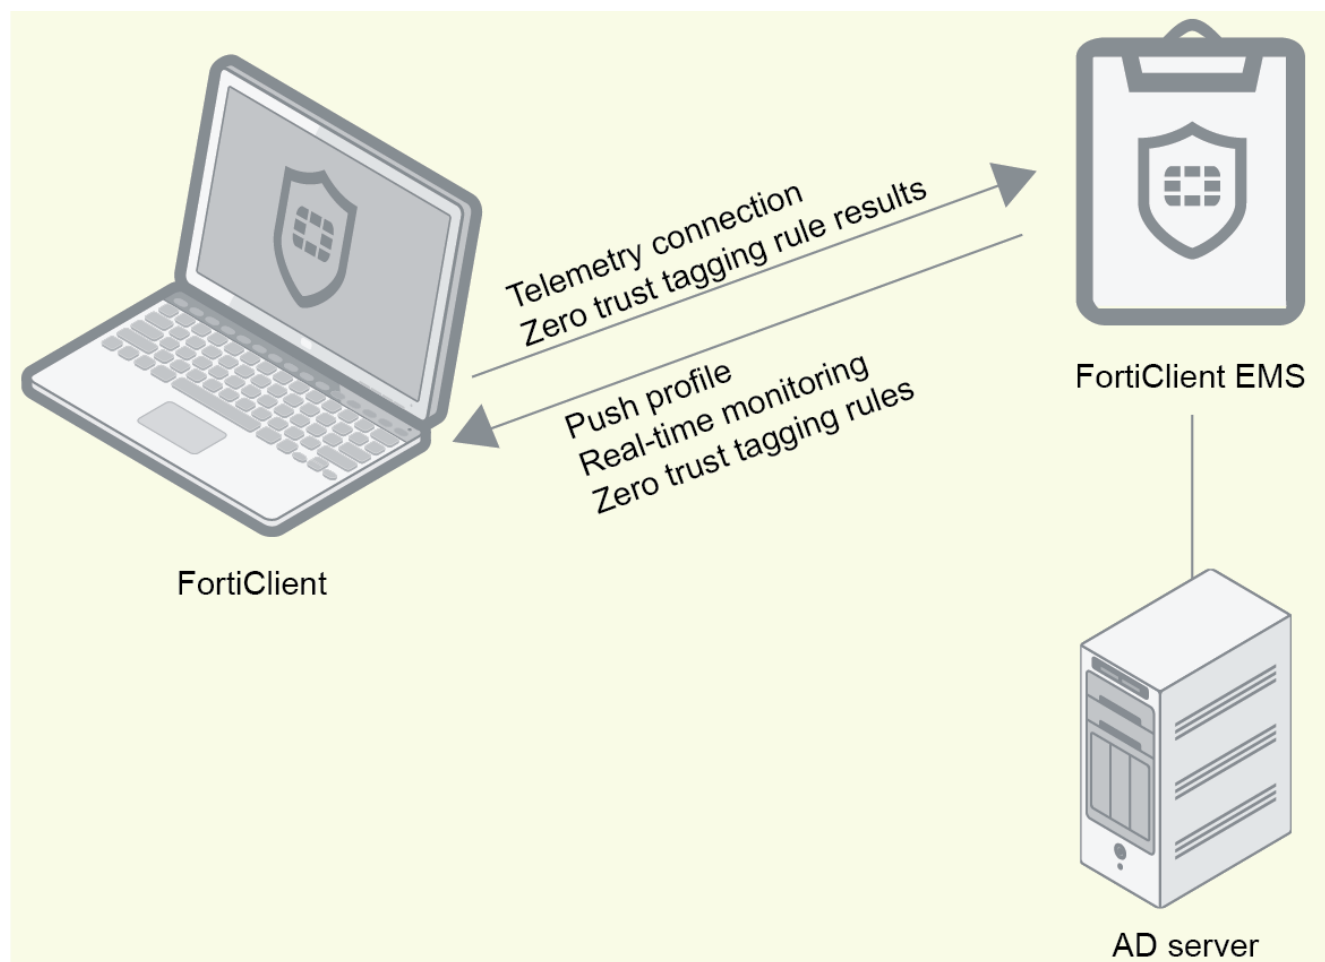 Telemetry connection
Zero trust tagging rule results
Push profile
Real-time monitoring
Zero trust tagging rules
FortiClient EMS
FortiClient
AD server